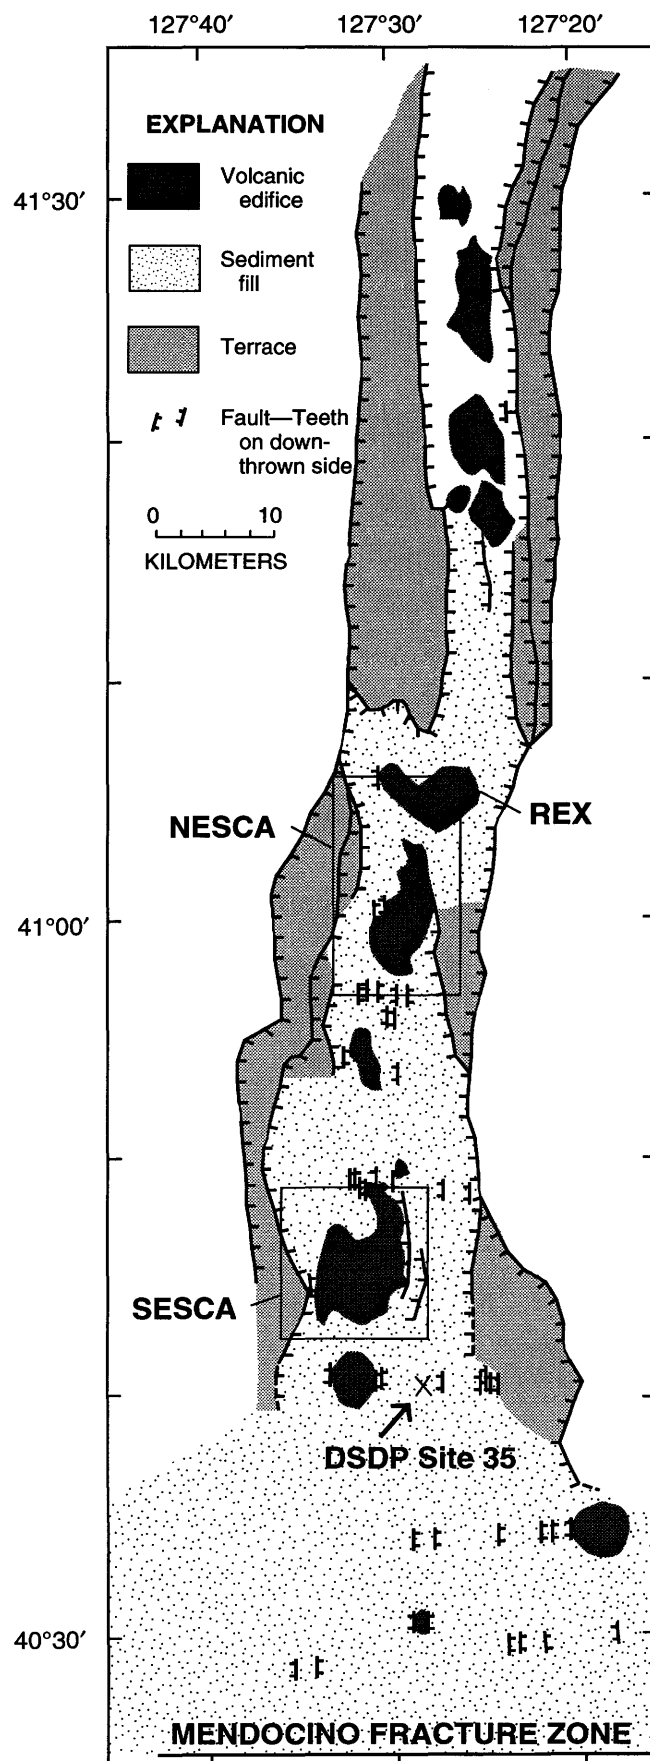 127°40′ 127°30′ 127°20′
EXPLANATION
Volcanic
edifice
41°30′
Sediment
fill
Terrace
Fault—Teeth
on down-
thrown side
0 10
KILOMETERS
NESCA
REX
41°00′
SESCA
DSDP Site 35
40°30′
MENDOCINO FRACTURE ZONE